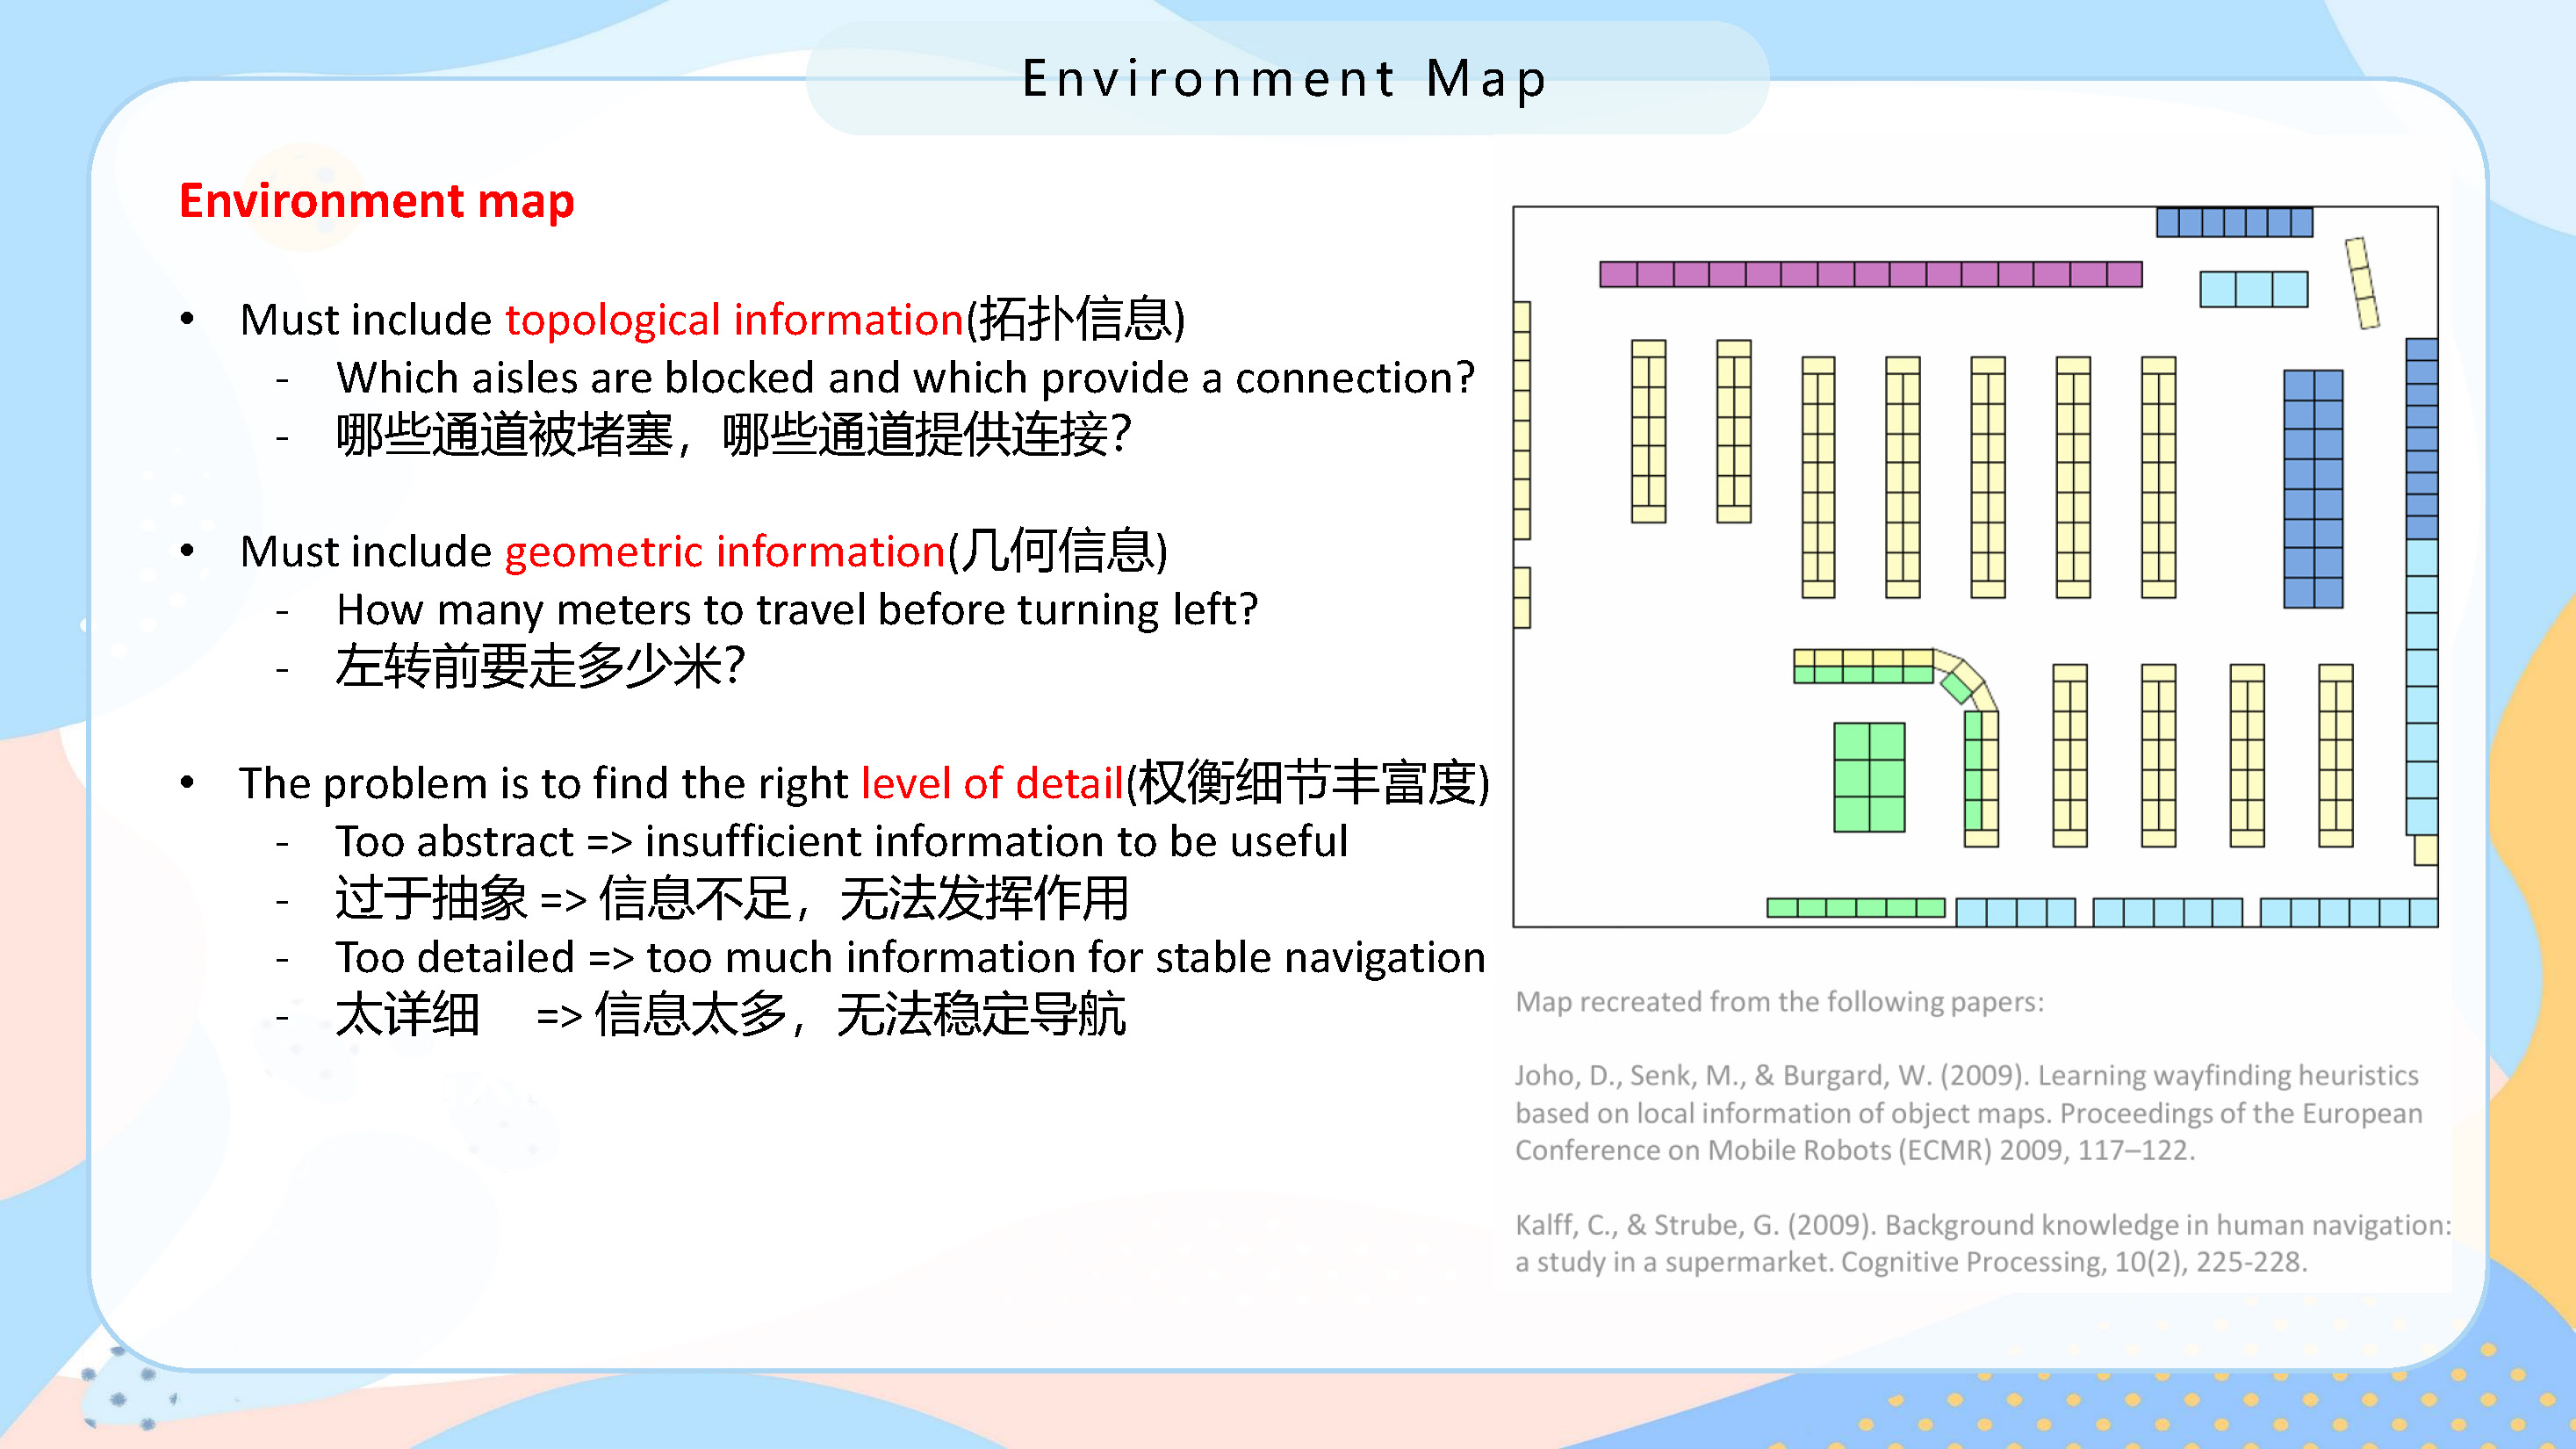 Environment Map
Environment map
• Must include topological information(拓扑信息)
- Which aisles are blocked and which provide a connection?
- 哪些通道被堵塞，哪些通道提供连接？
• Must include geometric information(几何信息)
- How many meters to travel before turning left?
- 左转前要走多少米？
• The problem is to find the right level of detail(权衡细节丰富度)
- Too abstract => insufficient information to be useful
- 过于抽象 => 信息不足，无法发挥作用
- Too detailed => too much information for stable navigation
- 太详细 => 信息太多，无法稳定导航
Map recreated from the following papers:
Joho, D., Senk, M., & Burgard, W. (2009). Learning wayfinding heuristics
based on local information of object maps. Proceedings of the European
Conference on Mobile Robots (ECMR) 2009, 117–122.
Kalff, C., & Strube, G. (2009). Background knowledge in human navigation:
a study in a supermarket. Cognitive Processing, 10(2), 225-228.